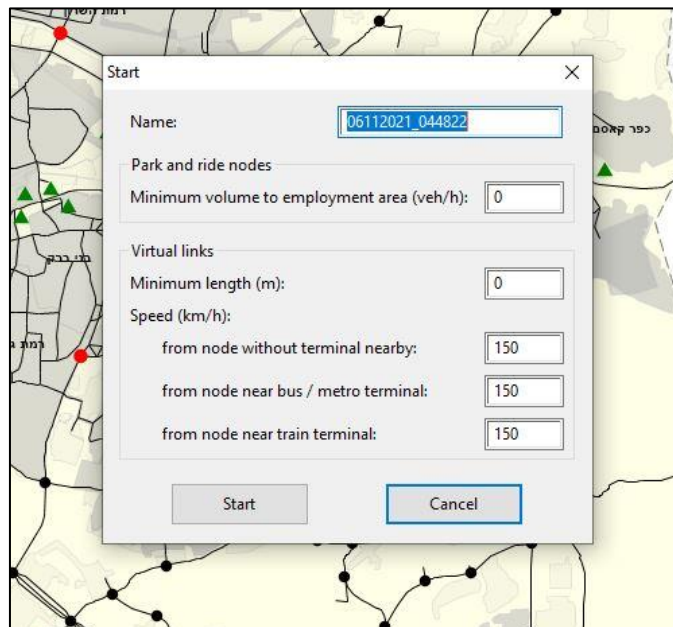 רמת השרון
Start
Name:
06112021_044822
כפר קאסם
Park and ride nodes
Minimum volume to employment area (veh/h):
0
Virtual links
בני ברק
Minimum length (m):
0
Speed (km/h):
רמת ג
from node without terminal nearby:
150
from node near bus / metro terminal:
150
from node near train terminal:
150
Start
Cancel